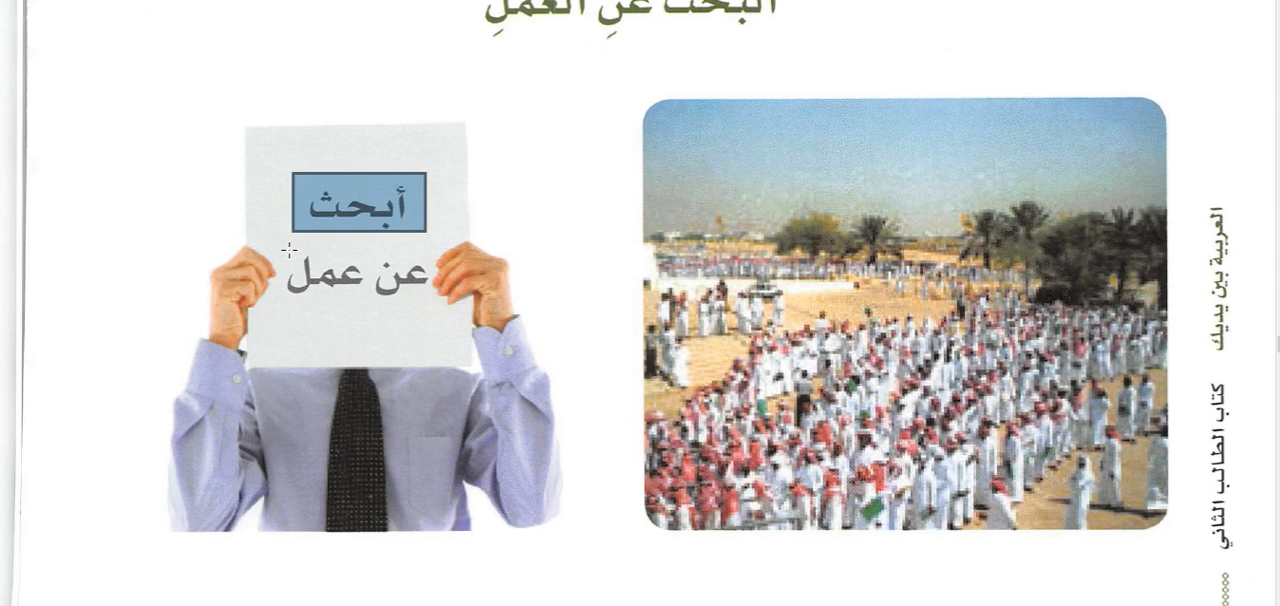 البحث عنِ العملِ
أبحث
عن عمل
العربية بين يديك كتاب الطالب الثاني